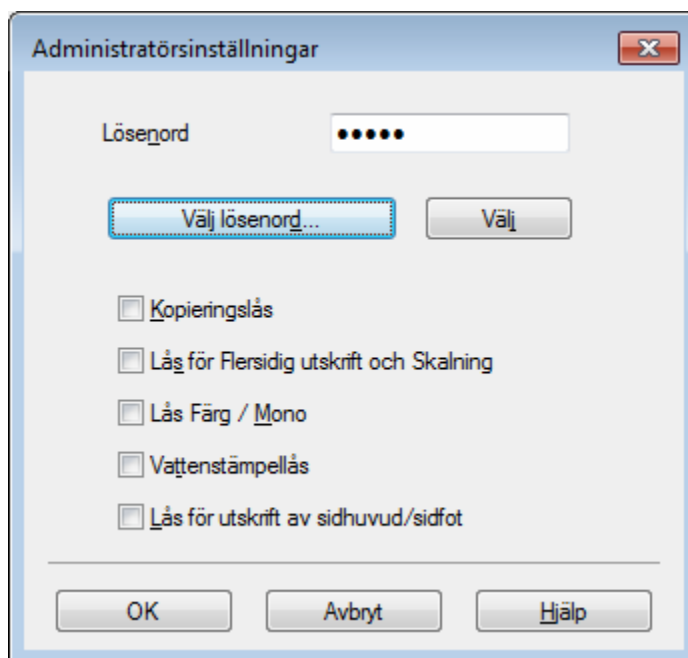 Administratörsinställningar
Lösenord •••••
Välj lösenord... Välj
Kopieringslås
Lås för Flersidig utskrift och Skalning
Lås Färg / Mono
Vattenstämpellås
Lås för utskrift av sidhuvud/sidfot
OK Avbryt Hjälp